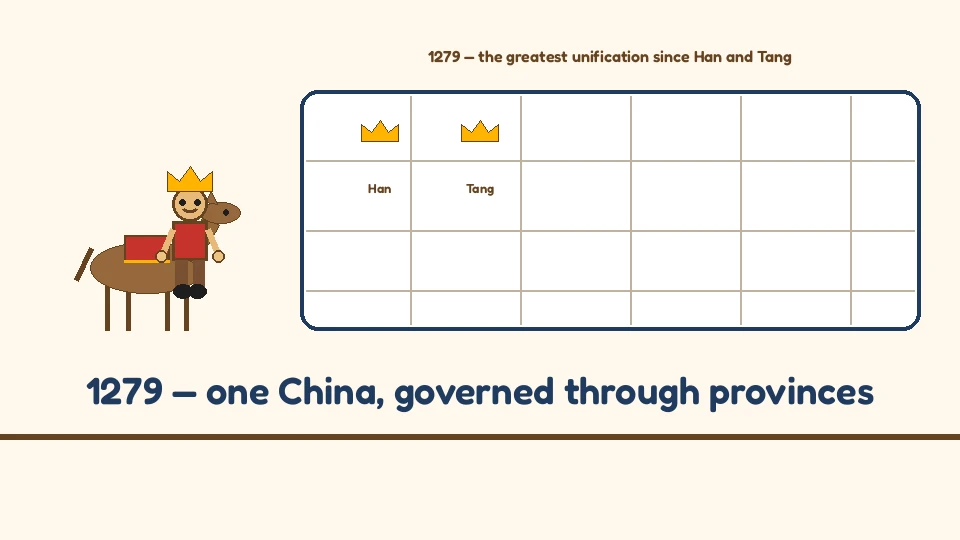 1279 — the greatest unification since Han and Tang
Han
Tang
1279 — one China, governed through provinces